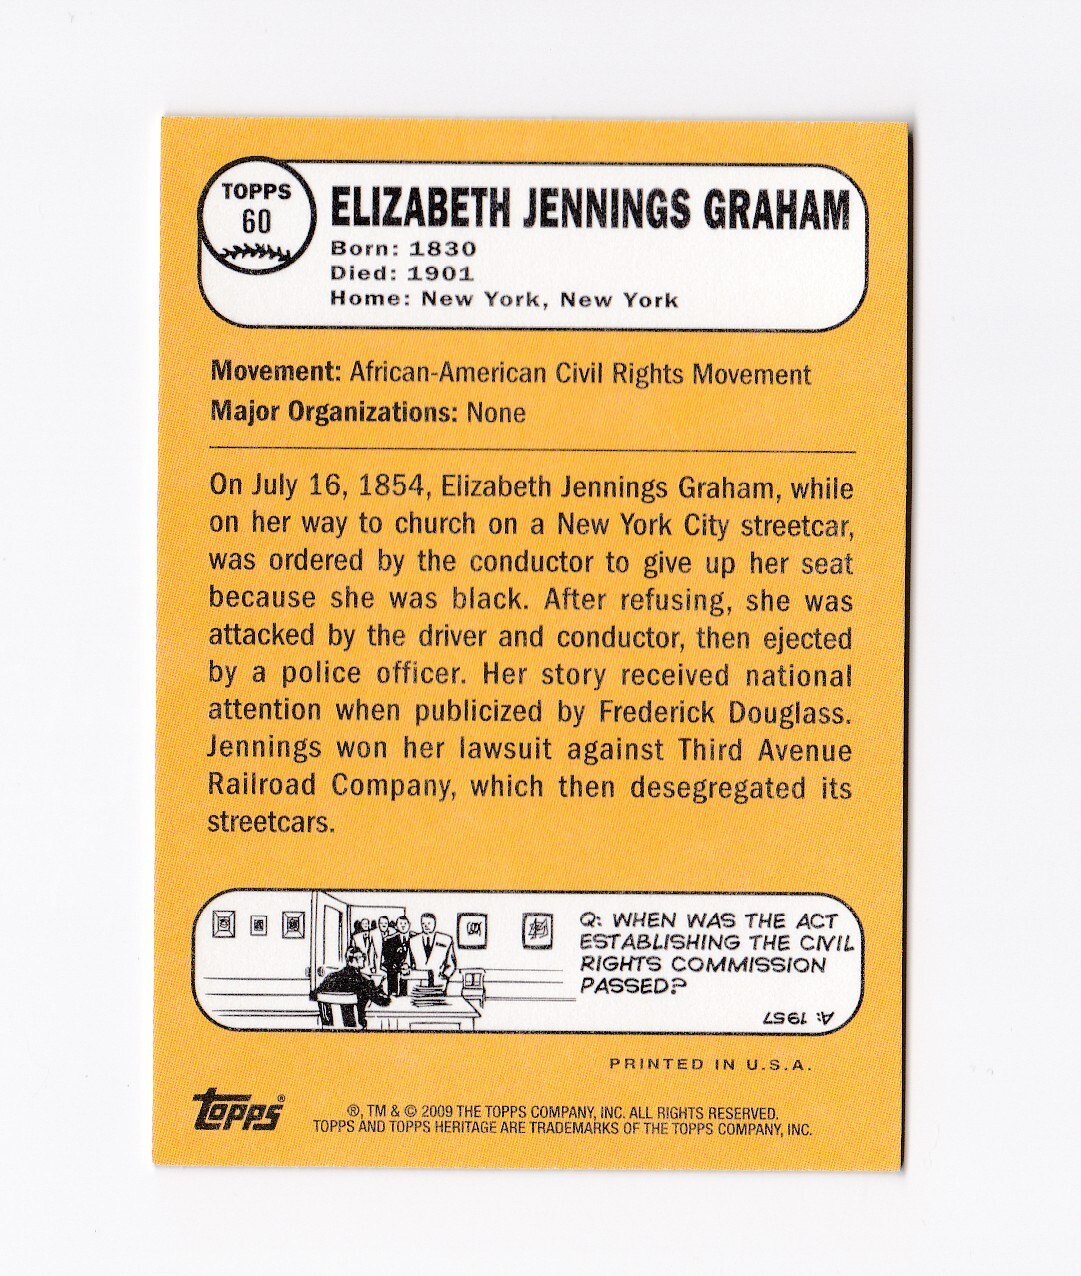 TOPPS
60
ELIZABETH JENNINGS GRAHAM
Born: 1830
Died: 1901
Home: New York, New York
Movement: African-American Civil Rights Movement
Major Organizations: None
On July 16, 1854, Elizabeth Jennings Graham, while
on her way to church on a New York City streetcar,
was ordered by the conductor to give up her seat
because she was black. After refusing, she was
attacked by the driver and conductor, then ejected
by a police officer. Her story received national
attention when publicized by Frederick Douglass.
Jennings won her lawsuit against Third Avenue
Railroad Company, which then desegregated its
streetcars.
Q: WHEN WAS THE ACT
ESTABLISHING THE CIVIL
RIGHTS COMMISSION
PASSED?
A: 1957
PRINTED IN U.S.A.
topps®
®, TM & © 2009 THE TOPPS COMPANY, INC. ALL RIGHTS RESERVED.
TOPPS AND TOPPS HERITAGE ARE TRADEMARKS OF THE TOPPS COMPANY, INC.